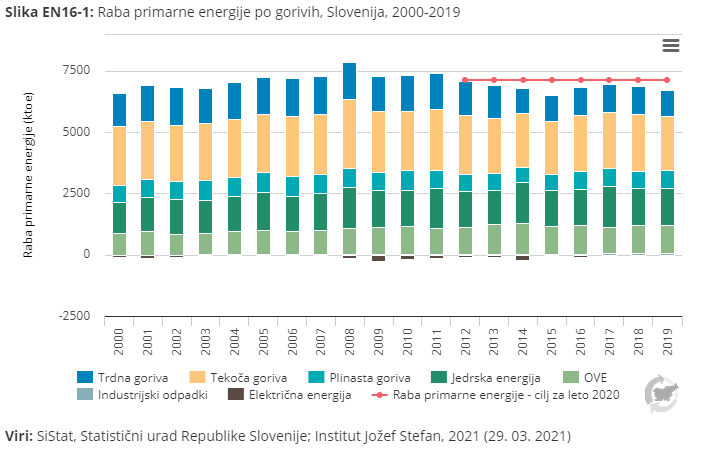 Slika EN16-1: Raba primarne energije po gorivih, Slovenija, 2000-2019
Raba primarne energije (ktoe)
7500
5000
2500
0
-2500
2000 2001 2002 2003 2004 2005 2006 2007 2008 2009 2010 2011 2012 2013 2014 2015 2016 2017 2018 2019
Trdna goriva Tekoča goriva Plinasta goriva Jedrska energija OVE
Industrijski odpadki Električna energija Raba primarne energije - cilj za leto 2020
Viri: SiStat, Statistični urad Republike Slovenije; Institut Jožef Stefan, 2021 (29. 03. 2021)